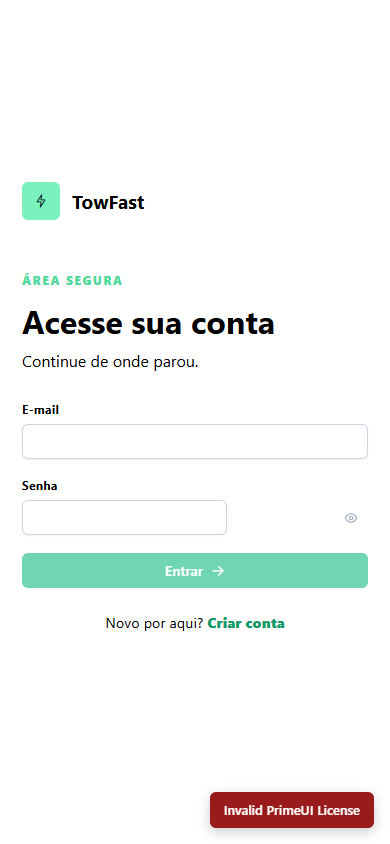 TowFast
ÁREA SEGURA
Acesse sua conta
Continue de onde parou.
E-mail
Senha
Entrar
Novo por aqui? Criar conta
Invalid PrimeUI License